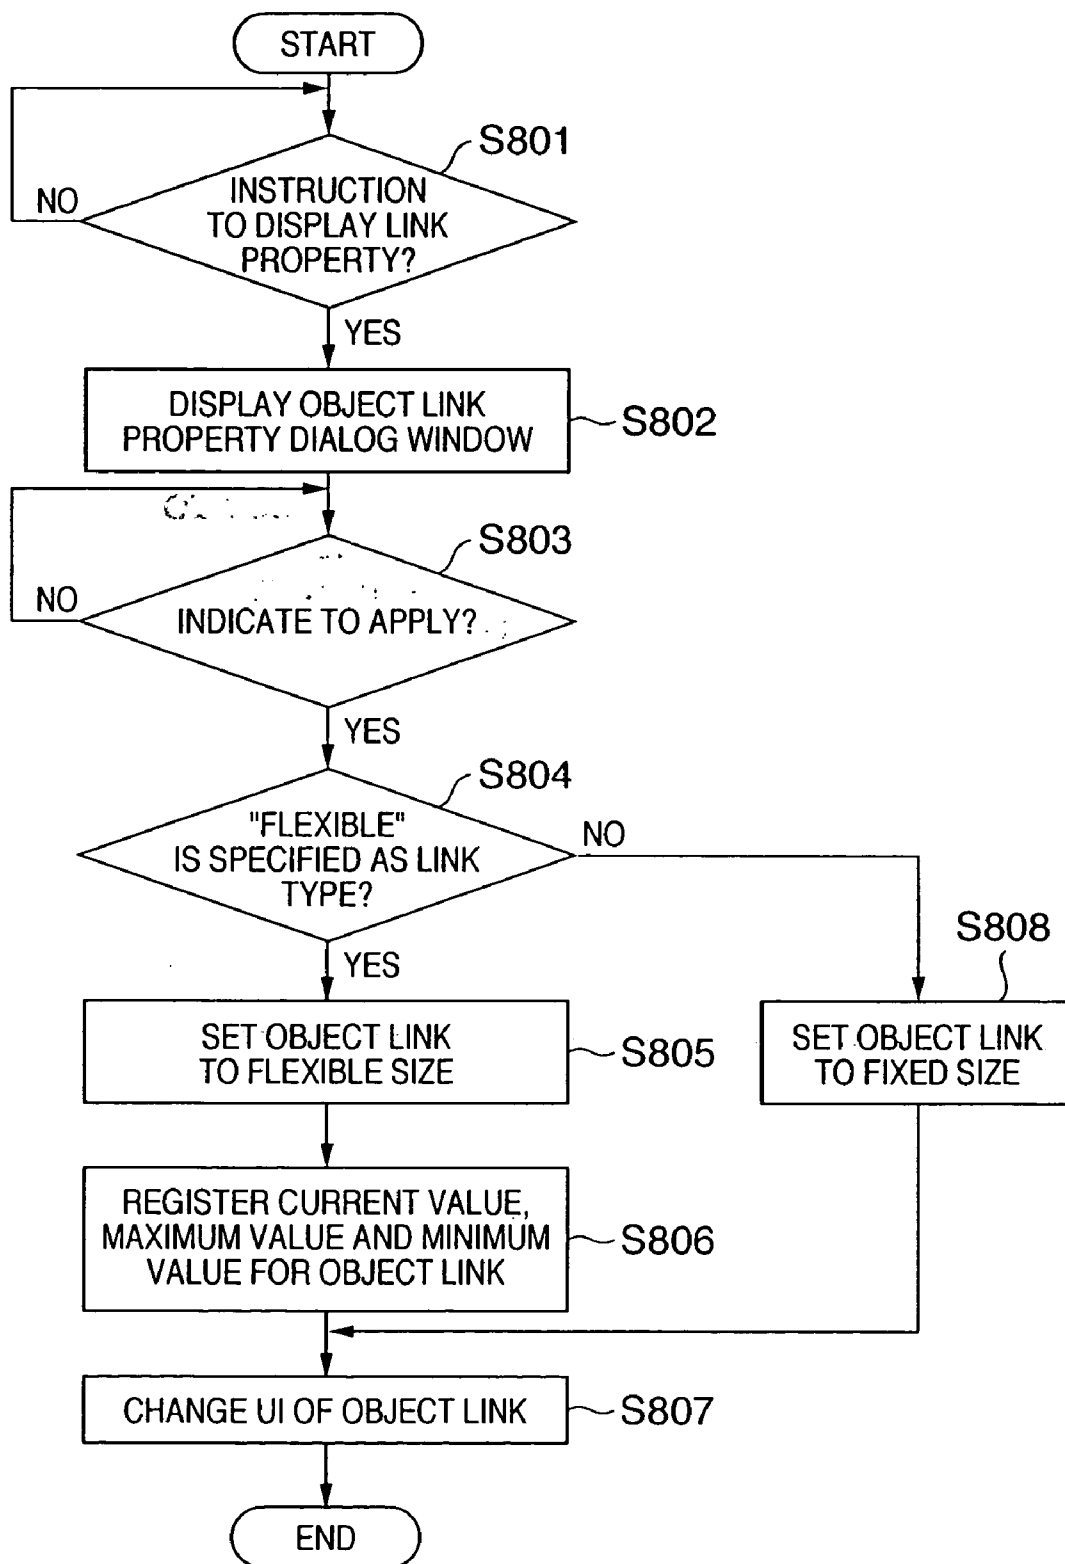 START
S801
INSTRUCTION
TO DISPLAY LINK
PROPERTY?
NO
YES
DISPLAY OBJECT LINK
PROPERTY DIALOG WINDOW
S802
S803
INDICATE TO APPLY?
NO
YES
S804
"FLEXIBLE"
IS SPECIFIED AS LINK
TYPE?
NO
YES
S808
SET OBJECT LINK
TO FLEXIBLE SIZE
S805
SET OBJECT LINK
TO FIXED SIZE
REGISTER CURRENT VALUE,
MAXIMUM VALUE AND MINIMUM
VALUE FOR OBJECT LINK
S806
CHANGE UI OF OBJECT LINK
S807
END